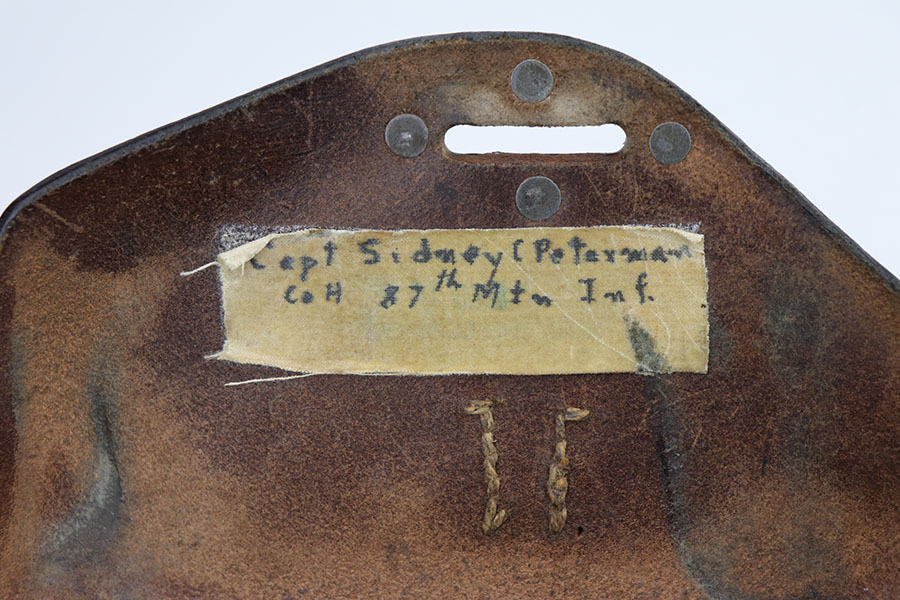 Capt Sidney C Peterman
Co H 87th Mtn Inf.